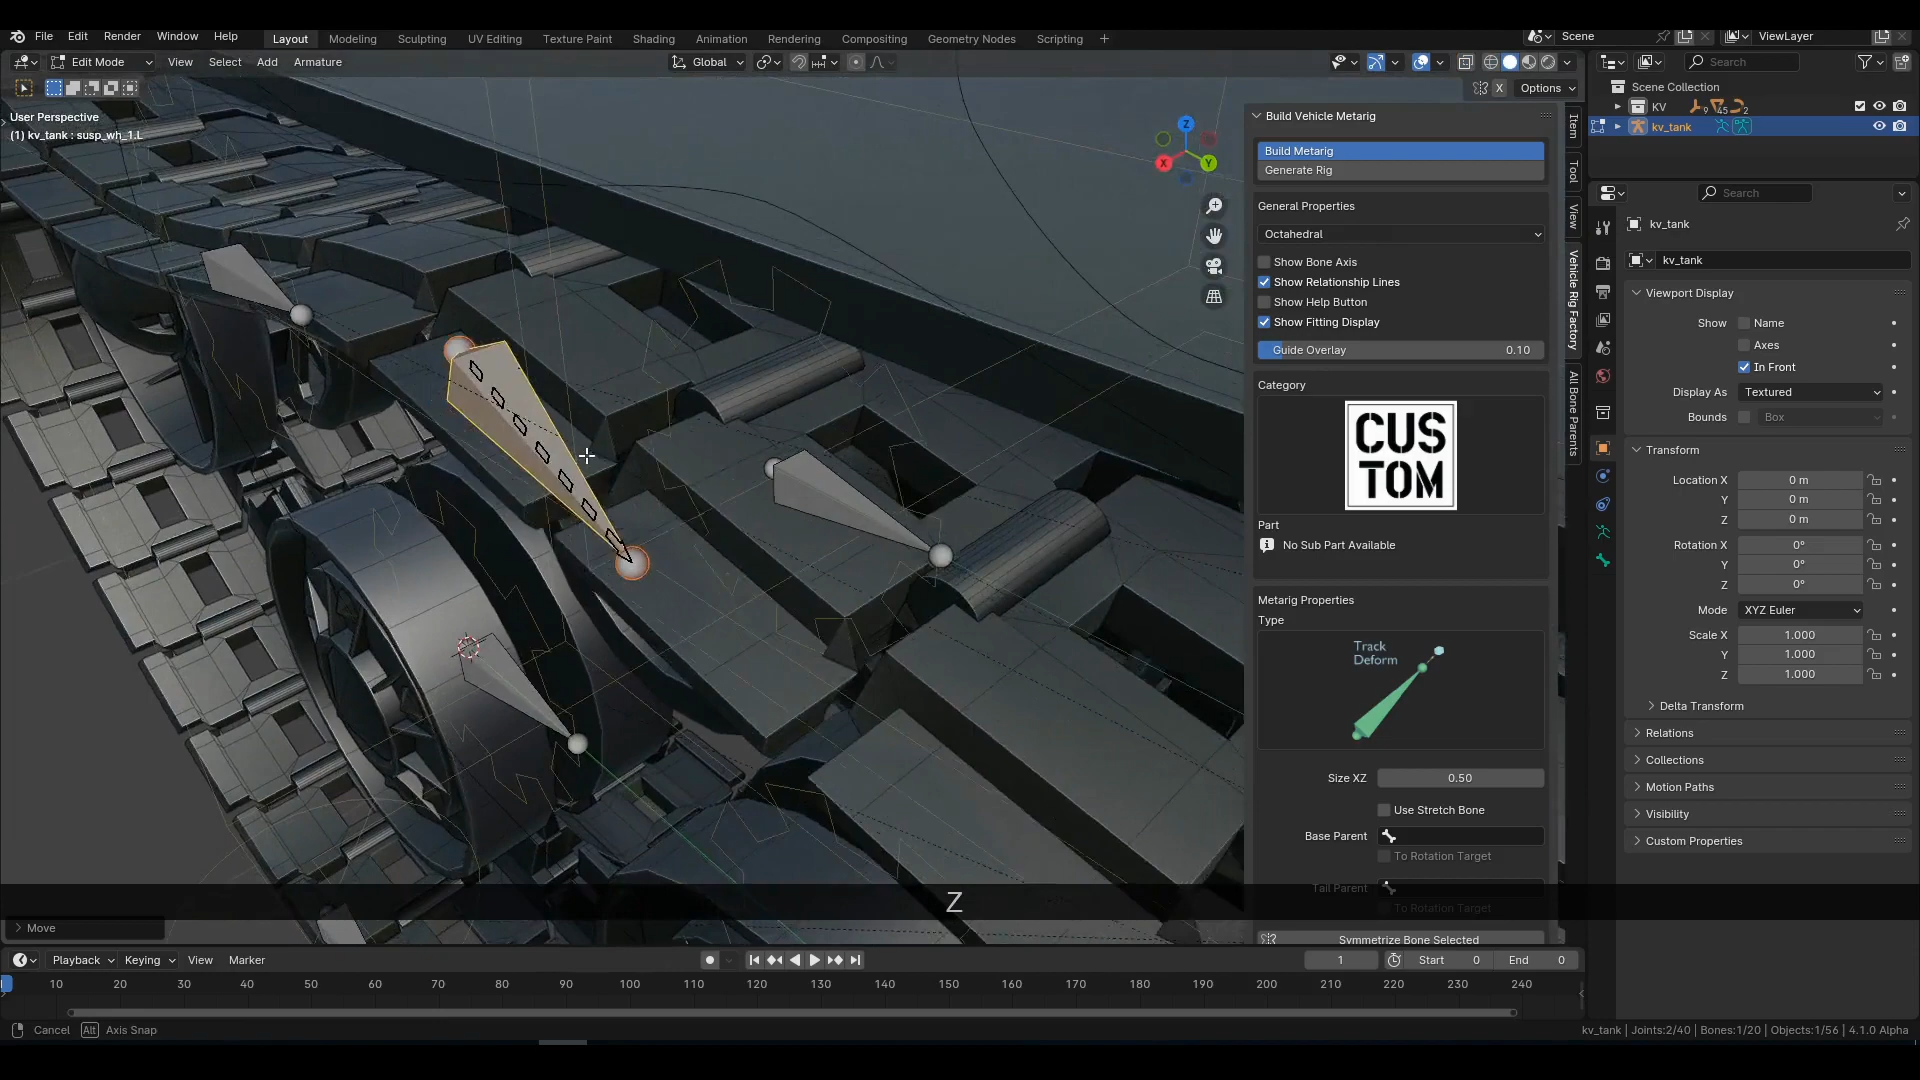 File Edit Render Window Help
Layout Modeling Sculpting UV Editing Texture Paint Shading Animation Rendering Compositing Geometry Nodes Scripting +
Scene
ViewLayer
Edit Mode View Select Add Armature
Global
Search
X Options
Scene Collection
KV 9 45 2
kv_tank
User Perspective
(1) kv_tank : susp_wh_1.L
Z
X
Y
Build Vehicle Metarig
Build Metarig
Generate Rig
General Properties
Octahedral
Show Bone Axis
Show Relationship Lines
Show Help Button
Show Fitting Display
Guide Overlay 0.10
Category
CUS
TOM
Part
No Sub Part Available
Metarig Properties
Type
Track
Deform
Size XZ 0.50
Use Stretch Bone
Base Parent
To Rotation Target
Tail Parent
To Rotation Target
Symmetrize Bone Selected
Item
Tool
View
Vehicle Rig Factory
All Bone Parents
Search
kv_tank
kv_tank
Viewport Display
Show Name
Axes
In Front
Display As Textured
Bounds Box
Transform
Location X 0 m
Y 0 m
Z 0 m
Rotation X 0°
Y 0°
Z 0°
Mode XYZ Euler
Scale X 1.000
Y 1.000
Z 1.000
Delta Transform
Relations
Collections
Motion Paths
Visibility
Custom Properties
Z
Move
Playback Keying View Marker
1 Start 0 End 0
10 20 30 40 50 60 70 80 90 100 110 120 130 140 150 160 170 180 190 200 210 220 230 240
Cancel Alt Axis Snap
kv_tank | Joints:2/40 | Bones:1/20 | Objects:1/56 | 4.1.0 Alpha